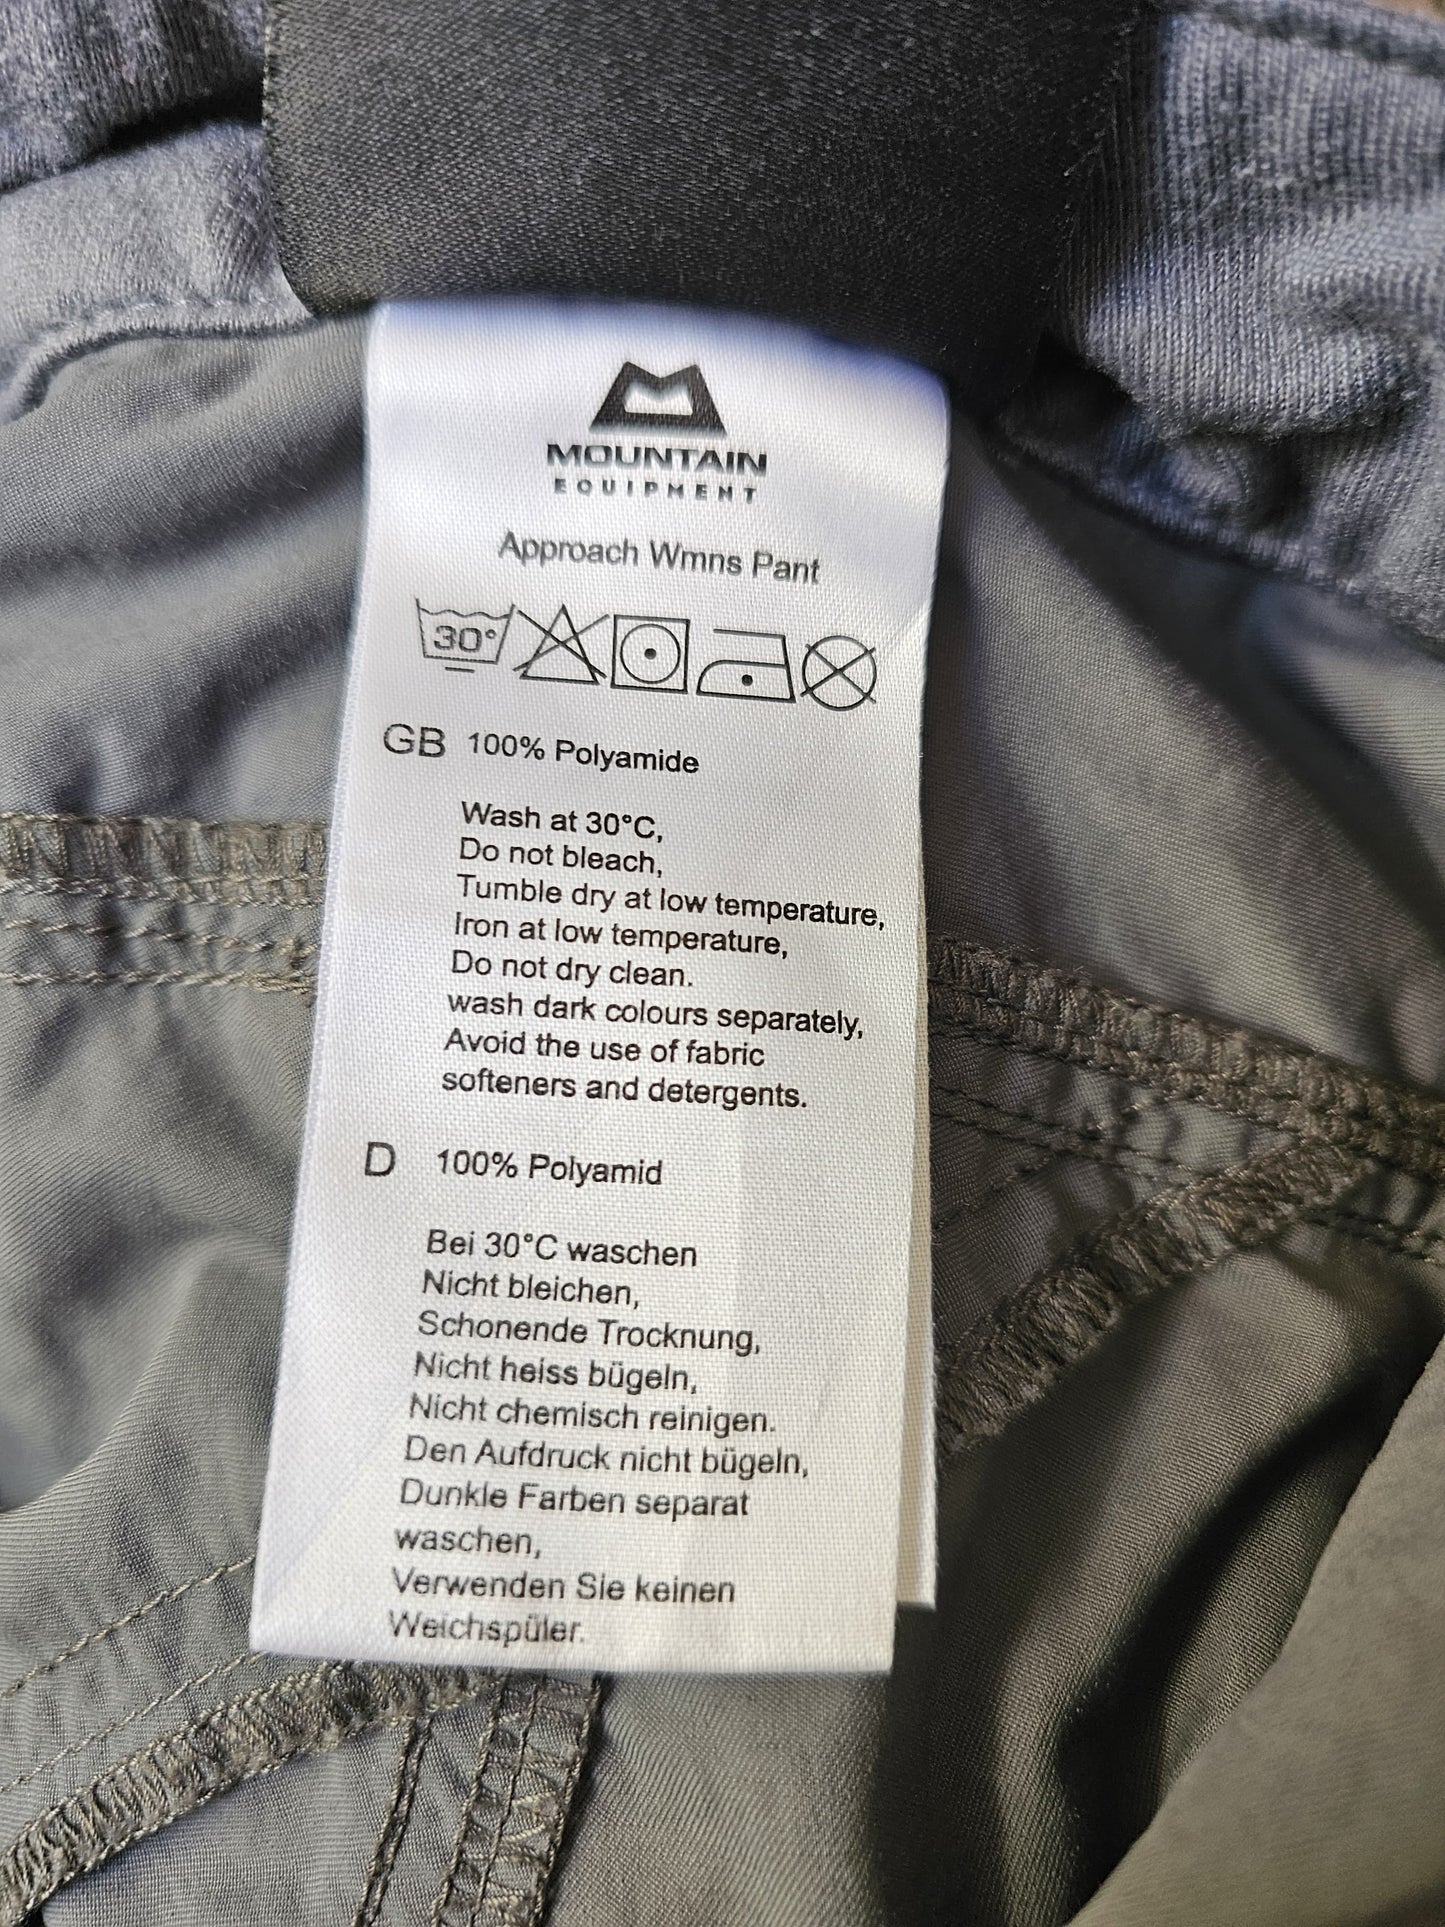 MOUNTAIN
EQUIPMENT
Approach Wmns Pant
30°
GB 100% Polyamide
Wash at 30°C,
Do not bleach,
Tumble dry at low temperature,
Iron at low temperature,
Do not dry clean.
wash dark colours separately,
Avoid the use of fabric
softeners and detergents.
D 100% Polyamid
Bei 30°C waschen
Nicht bleichen,
Schonende Trocknung,
Nicht heiss bügeln,
Nicht chemisch reinigen.
Den Aufdruck nicht bügeln,
Dunkle Farben separat
waschen,
Verwenden Sie keinen
Weichspüler.